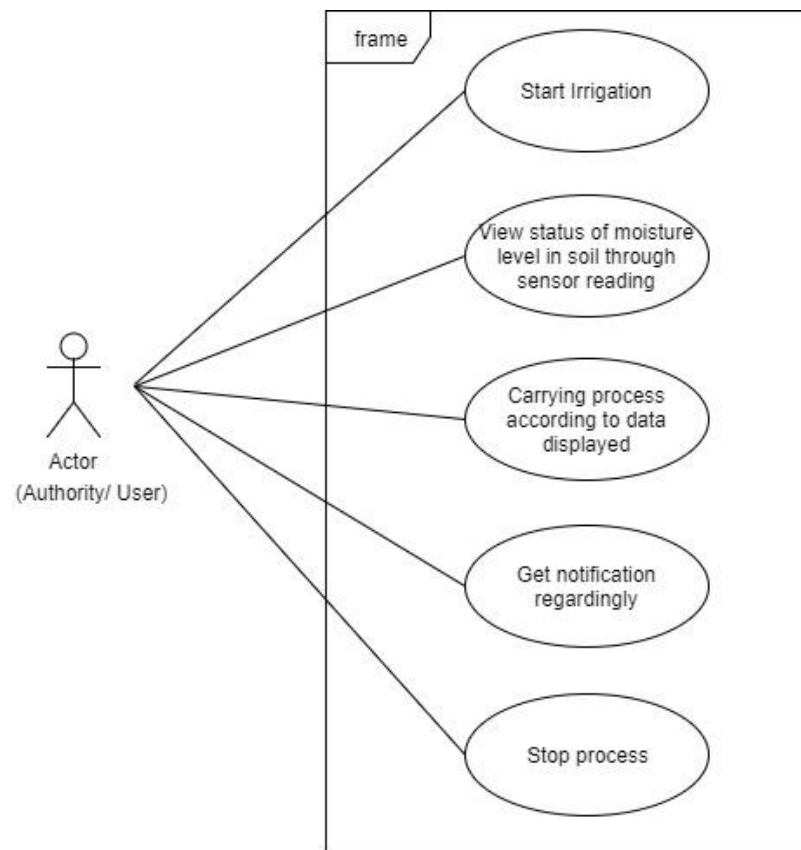 frame
Start Irrigation
View status of moisture
level in soil through
sensor reading
Carrying process
according to data
displayed
Get notification
regardingly
Stop process
Actor
(Authority/ User)